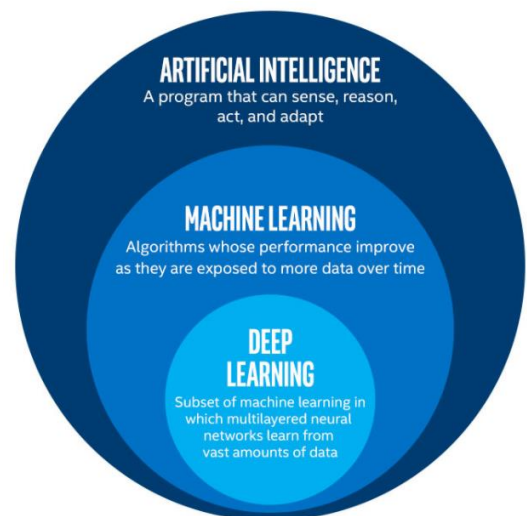 ARTIFICIAL INTELLIGENCE
A program that can sense, reason,
act, and adapt
MACHINE LEARNING
Algorithms whose performance improve
as they are exposed to more data over time
DEEP
LEARNING
Subset of machine learning in
which multilayered neural
networks learn from
vast amounts of data